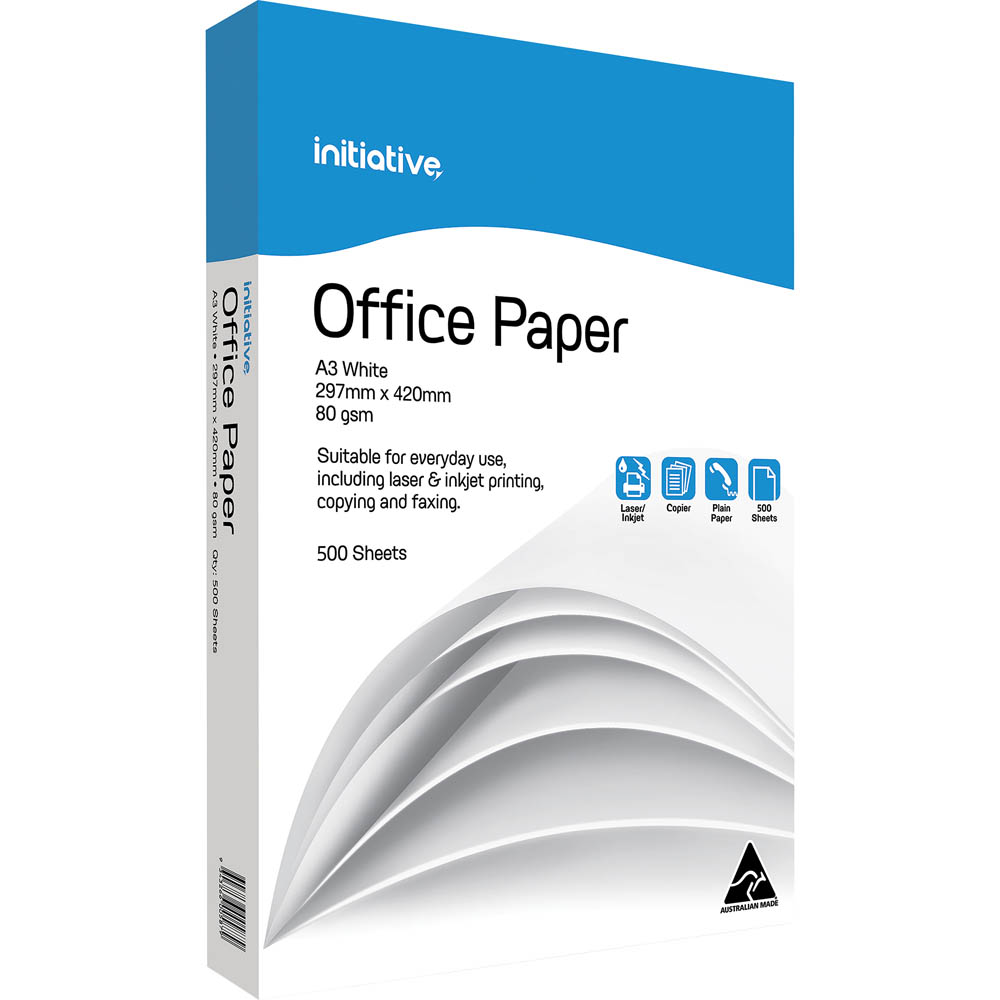 initiative
Office Paper
A3 White
297mm x 420mm
80 gsm
Suitable for everyday use,
including laser & inkjet printing,
copying and faxing.
500 Sheets
Laser/
Inkjet
Copier
Plain
Paper
500
Sheets
AUSTRALIAN MADE
initiative
Office Paper
A3 White • 297mm x 420mm • 80 gsm Qty: 500 Sheets